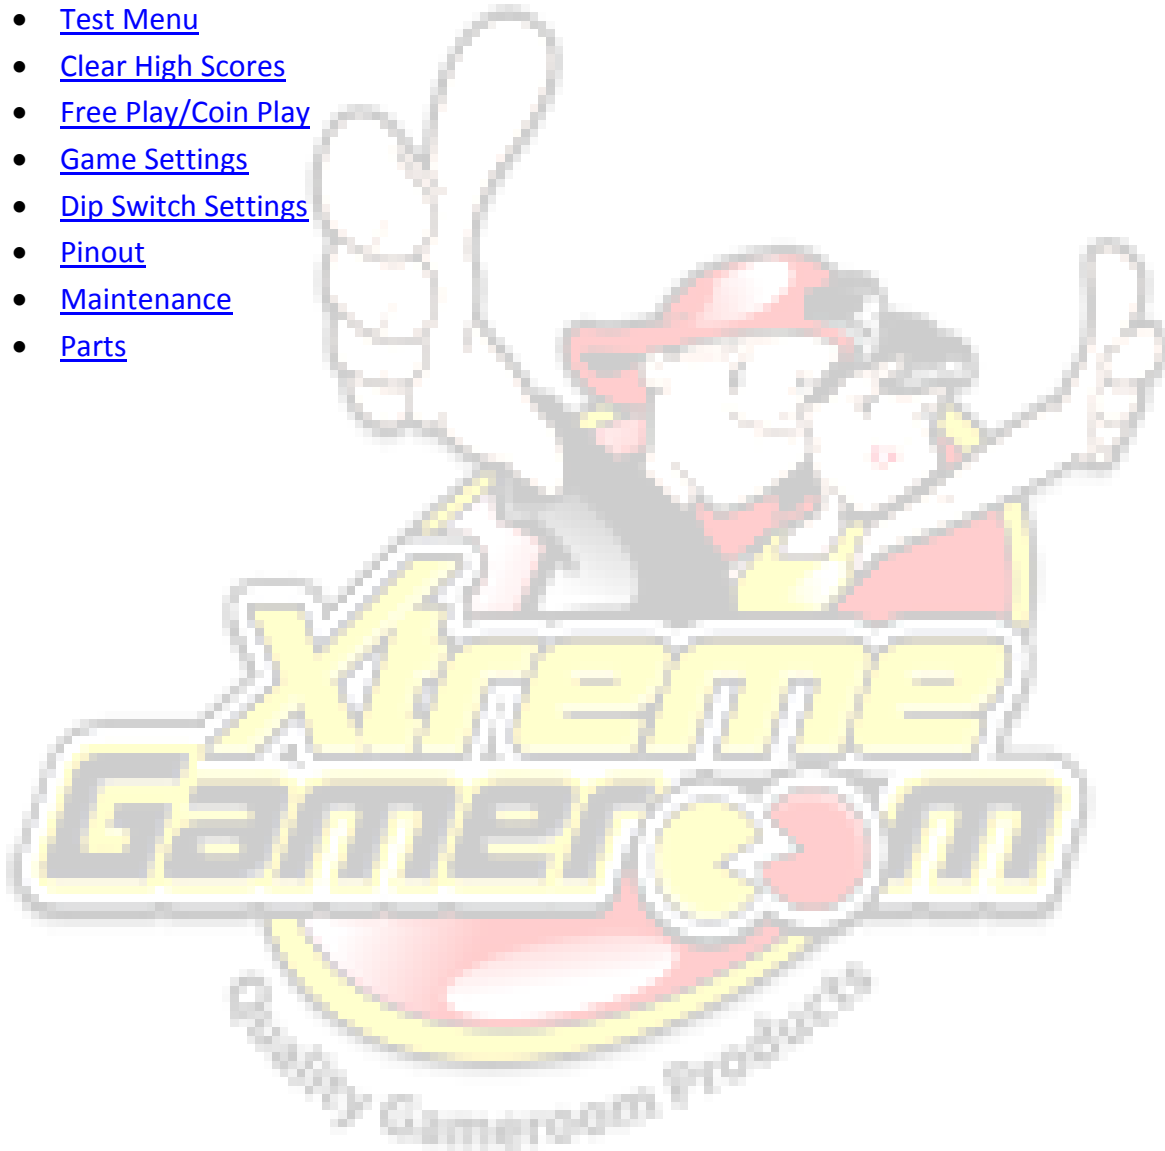 • Test Menu
• Clear High Scores
• Free Play/Coin Play
• Game Settings
• Dip Switch Settings
• Pinout
• Maintenance
• Parts
Xtreme
Gameroom
Quality Gameroom Products